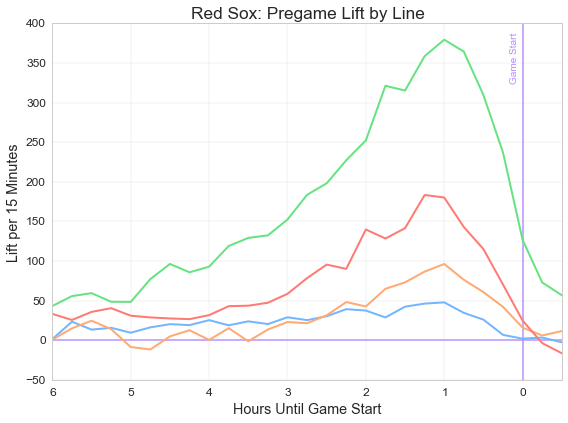 Red Sox: Pregame Lift by Line
400
350
300
250
200
150
100
50
0
−50
Lift per 15 Minutes
Game Start
6 5 4 3 2 1 0
Hours Until Game Start